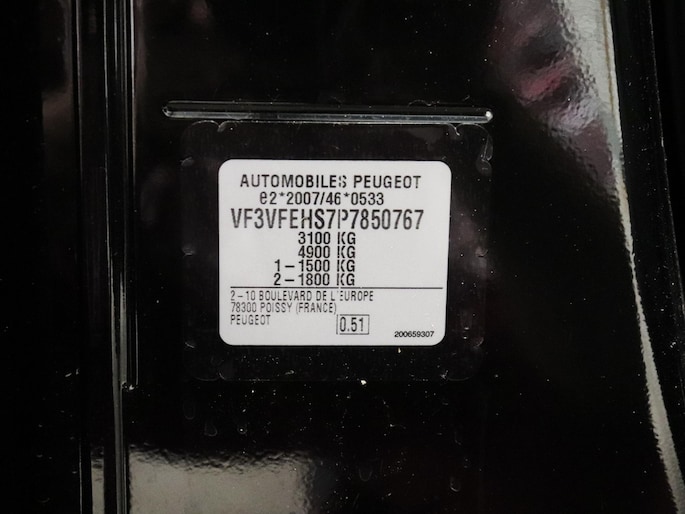 AUTOMOBILES PEUGEOT
e2*2007/46*0533
VF3VFEHS7P7850767
3100 KG
4900 KG
1-1500 KG
2-1800 KG
2-10 BOULEVARD DE L'EUROPE
78300 POISSY (FRANCE)
PEUGEOT
0.51
200659307